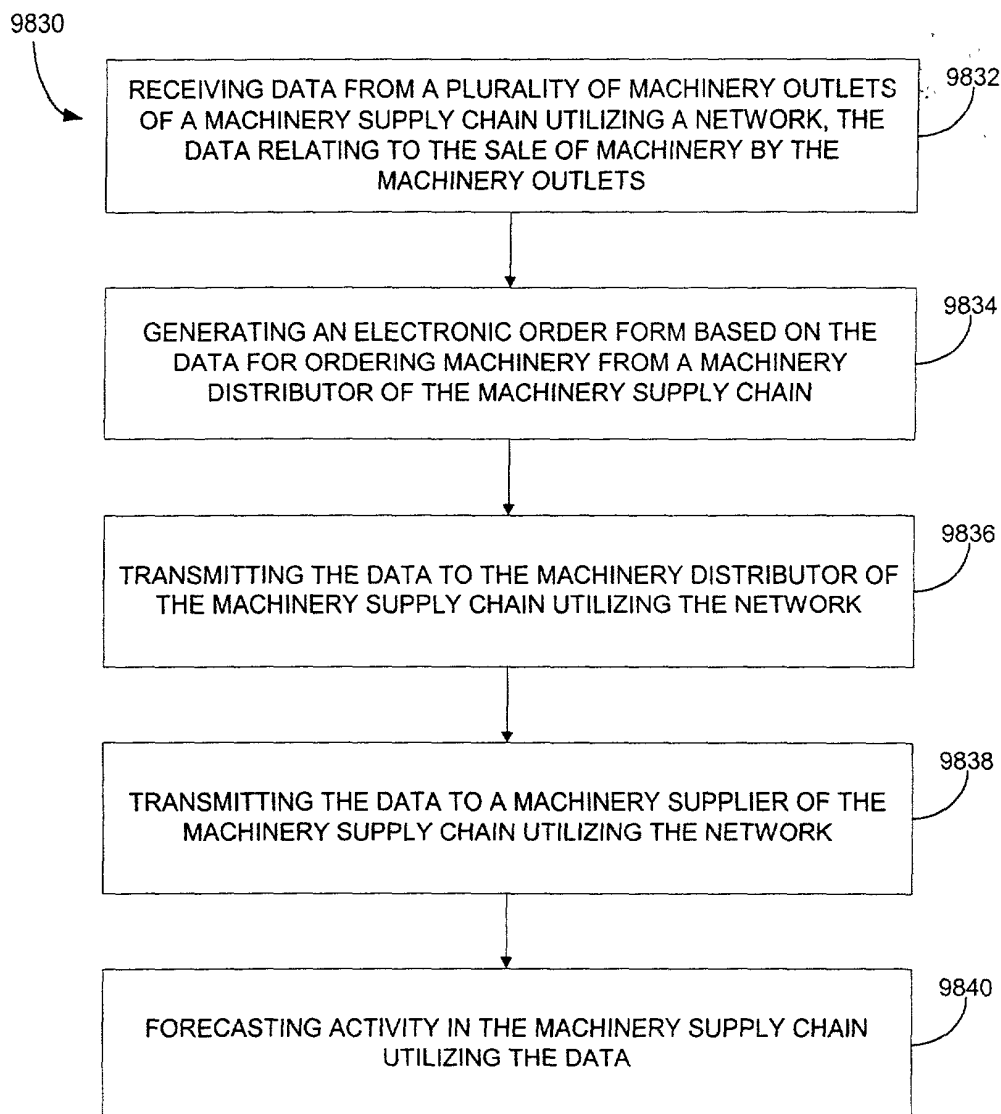 9830
9832
RECEIVING DATA FROM A PLURALITY OF MACHINERY OUTLETS
OF A MACHINERY SUPPLY CHAIN UTILIZING A NETWORK, THE
DATA RELATING TO THE SALE OF MACHINERY BY THE
MACHINERY OUTLETS
9834
GENERATING AN ELECTRONIC ORDER FORM BASED ON THE
DATA FOR ORDERING MACHINERY FROM A MACHINERY
DISTRIBUTOR OF THE MACHINERY SUPPLY CHAIN
9836
TRANSMITTING THE DATA TO THE MACHINERY DISTRIBUTOR OF
THE MACHINERY SUPPLY CHAIN UTILIZING THE NETWORK
9838
TRANSMITTING THE DATA TO A MACHINERY SUPPLIER OF THE
MACHINERY SUPPLY CHAIN UTILIZING THE NETWORK
9840
FORECASTING ACTIVITY IN THE MACHINERY SUPPLY CHAIN
UTILIZING THE DATA